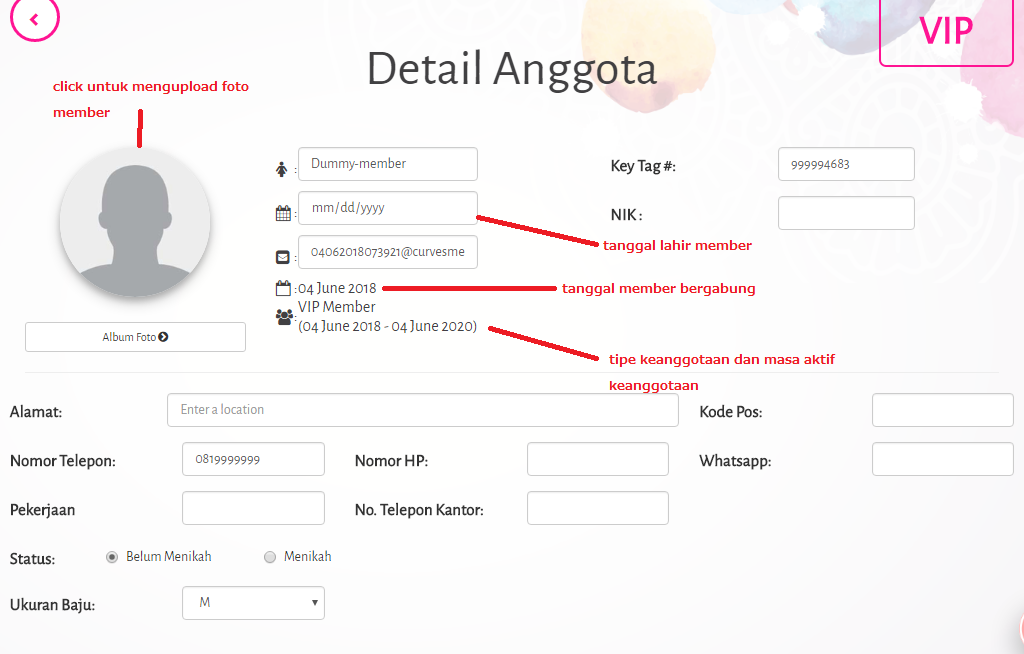 VIP
Detail Anggota
click untuk mengupload foto
member
Dummy-member
Key Tag #:
999994683
mm/dd/yyyy
NIK :
tanggal lahir member
: 04062018073921@curvesme
:04 June 2018
tanggal member bergabung
VIP Member
(04 June 2018 - 04 June 2020)
Album Foto
tipe keanggotaan dan masa aktif
keanggotaan
Alamat:
Enter a location
Kode Pos:
Nomor Telepon:
0819999999
Nomor HP:
Whatsapp:
Pekerjaan
No. Telepon Kantor:
Status:
Belum Menikah
Menikah
Ukuran Baju:
M